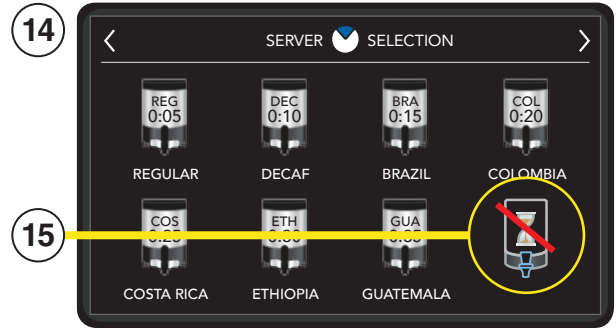 14
SERVER SELECTION
REG DEC BRA COL
0:05 0:10 0:15 0:20
REGULAR DECAF BRAZIL COLOMBIA
15
COS ETH GUA
COSTA RICA ETHIOPIA GUATEMALA